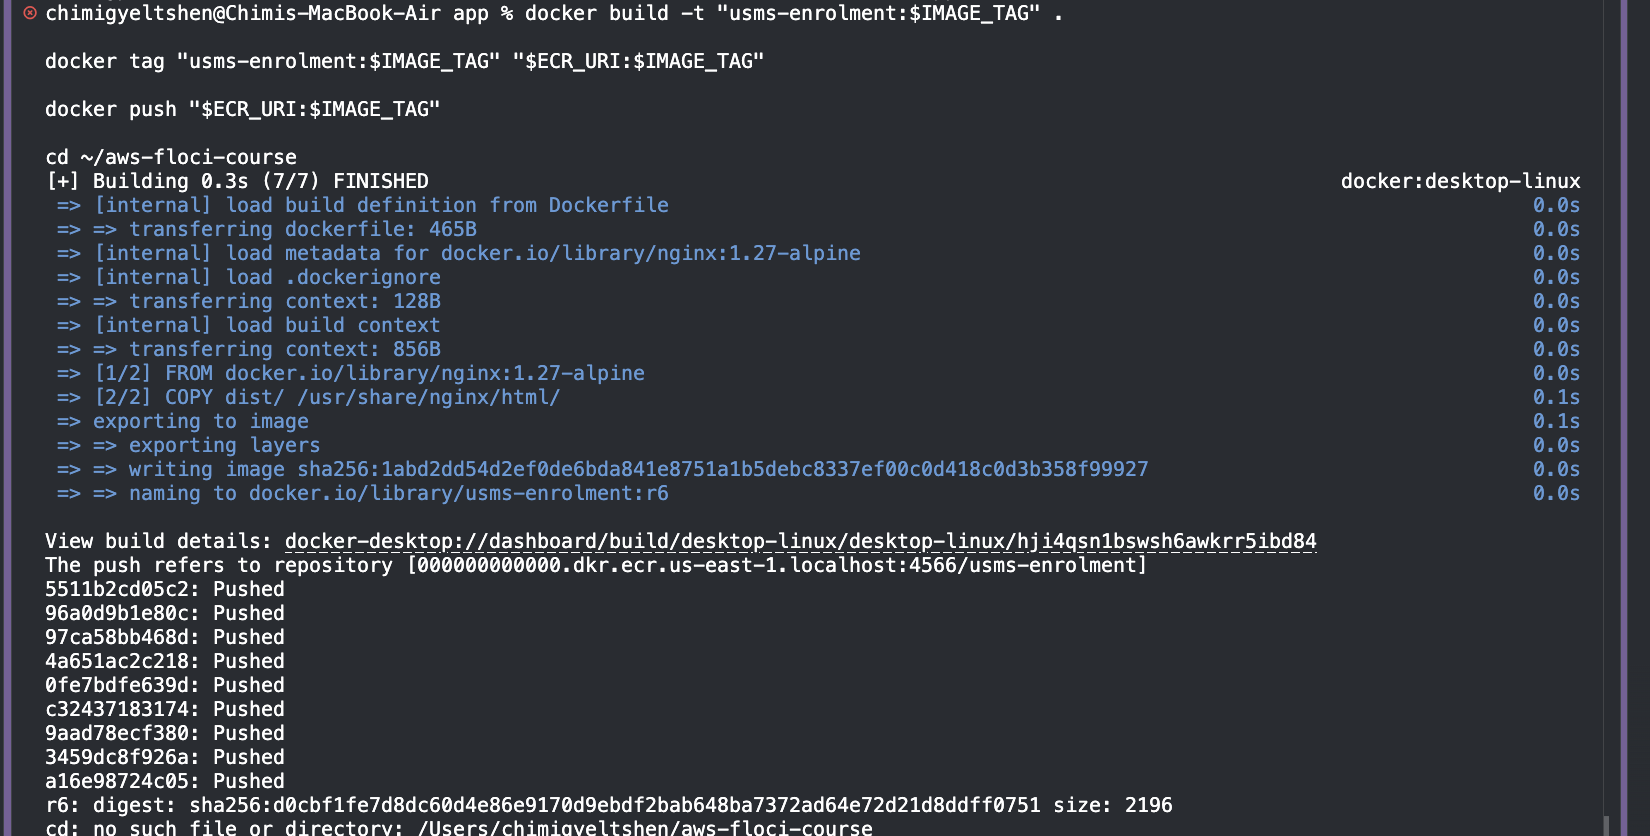 chimigyeltshen@Chimis-MacBook-Air app % docker build -t "usms-enrolment:$IMAGE_TAG" .
docker tag "usms-enrolment:$IMAGE_TAG" "$ECR_URI:$IMAGE_TAG"
docker push "$ECR_URI:$IMAGE_TAG"
cd ~/aws-floci-course
[+] Building 0.3s (7/7) FINISHED docker:desktop-linux
=> [internal] load build definition from Dockerfile 0.0s
=> => transferring dockerfile: 465B 0.0s
=> [internal] load metadata for docker.io/library/nginx:1.27-alpine 0.0s
=> [internal] load .dockerignore 0.0s
=> => transferring context: 128B 0.0s
=> [internal] load build context 0.0s
=> => transferring context: 856B 0.0s
=> [1/2] FROM docker.io/library/nginx:1.27-alpine 0.0s
=> [2/2] COPY dist/ /usr/share/nginx/html/ 0.1s
=> exporting to image 0.1s
=> => exporting layers 0.0s
=> => writing image sha256:1abd2dd54d2ef0de6bda841e8751a1b5debc8337ef00c0d418c0d3b358f99927 0.0s
=> => naming to docker.io/library/usms-enrolment:r6 0.0s
View build details: docker-desktop://dashboard/build/desktop-linux/desktop-linux/hji4qsn1bswsh6awkrr5ibd84
The push refers to repository [000000000000.dkr.ecr.us-east-1.localhost:4566/usms-enrolment]
5511b2cd05c2: Pushed
96a0d9b1e80c: Pushed
97ca58bb468d: Pushed
4a651ac2c218: Pushed
0fe7bdfe639d: Pushed
c32437183174: Pushed
9aad78ecf380: Pushed
3459dc8f926a: Pushed
a16e98724c05: Pushed
r6: digest: sha256:d0cbf1fe7d8dc60d4e86e9170d9ebdf2bab648ba7372ad64e72d21d8ddff0751 size: 2196
cd: no such file or directory: /Users/chimigyeltshen/aws-floci-course